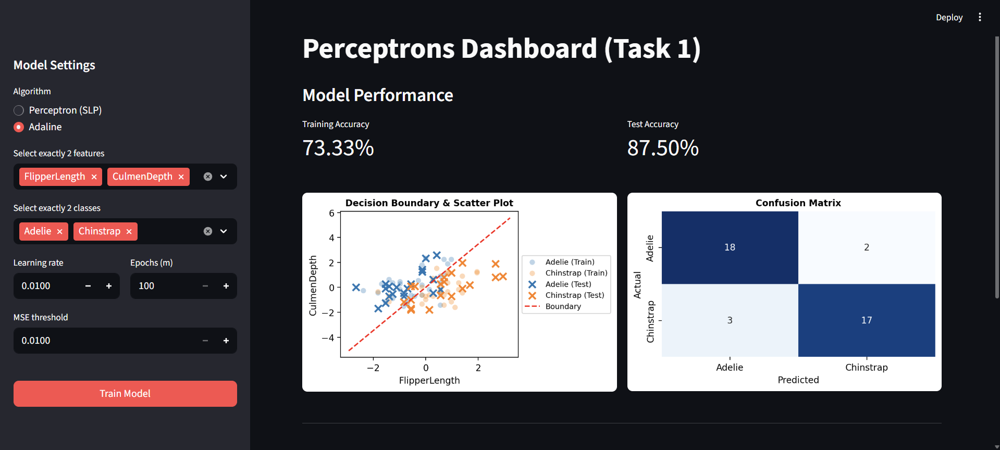 Deploy
Model Settings
Algorithm
Perceptron (SLP)
Adaline
Select exactly 2 features
FlipperLength CulmenDepth
Select exactly 2 classes
Adelie Chinstrap
Learning rate Epochs (m)
0.0100 100
MSE threshold
0.0100
Train Model
Perceptrons Dashboard (Task 1)
Model Performance
Training Accuracy
73.33%
Test Accuracy
87.50%
Decision Boundary & Scatter Plot
6
4
2
0
−2
−4
CulmenDepth
−2 0 2
FlipperLength
Adelie (Train)
Chinstrap (Train)
Adelie (Test)
Chinstrap (Test)
Boundary
Confusion Matrix
Actual
Adelie
18 2
Chinstrap
3 17
Adelie Chinstrap
Predicted